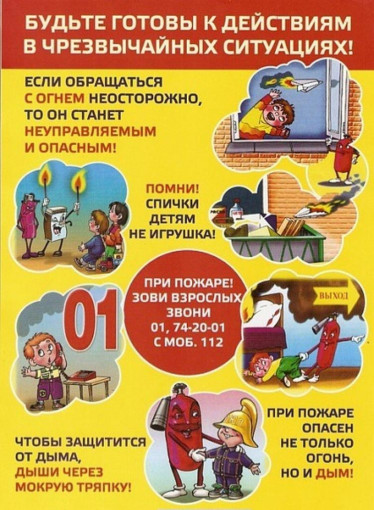 БУДЬТЕ ГОТОВЫ К ДЕЙСТВИЯМ
В ЧРЕЗВЫЧАЙНЫХ СИТУАЦИЯХ!
ЕСЛИ ОБРАЩАТЬСЯ
С ОГНЕМ НЕОСТОРОЖНО,
ТО ОН СТАНЕТ
НЕУПРАВЛЯЕМЫМ
И ОПАСНЫМ!
ПОМНИ!
СПИЧКИ
ДЕТЯМ
НЕ ИГРУШКА!
01
ПРИ ПОЖАРЕ!
ЗОВИ ВЗРОСЛЫХ
ЗВОНИ
01, 74-20-01
С МОБ. 112
ВЫХОД
ЧТОБЫ ЗАЩИТИТСЯ
ОТ ДЫМА,
ДЫШИ ЧЕРЕЗ
МОКРУЮ ТРЯПКУ!
ПРИ ПОЖАРЕ
ОПАСЕН
НЕ ТОЛЬКО
ОГОНЬ,
НО И ДЫМ!